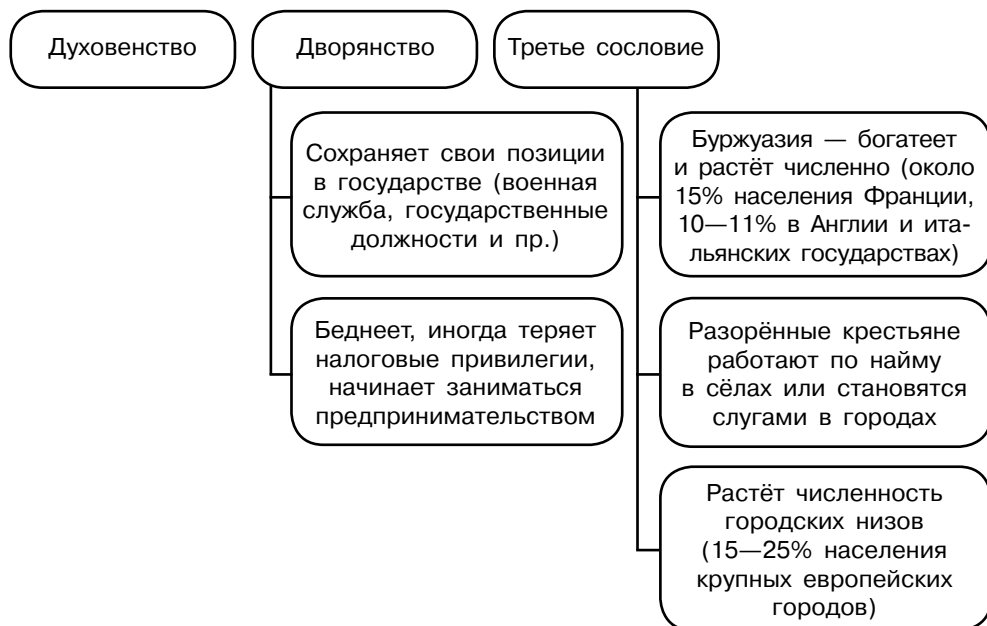 Духовенство
Дворянство
Третье сословие
Сохраняет свои позиции
в государстве (военная
служба, государственные
должности и пр.)
Беднеет, иногда теряет
налоговые привилегии,
начинает заниматься
предпринимательством
Буржуазия — богатеет
и растёт численно (около
15% населения Франции,
10—11% в Англии и ита-
льянских государствах)
Разорённые крестьяне
работают по найму
в сёлах или становятся
слугами в городах
Растёт численность
городских низов
(15—25% населения
крупных европейских
городов)